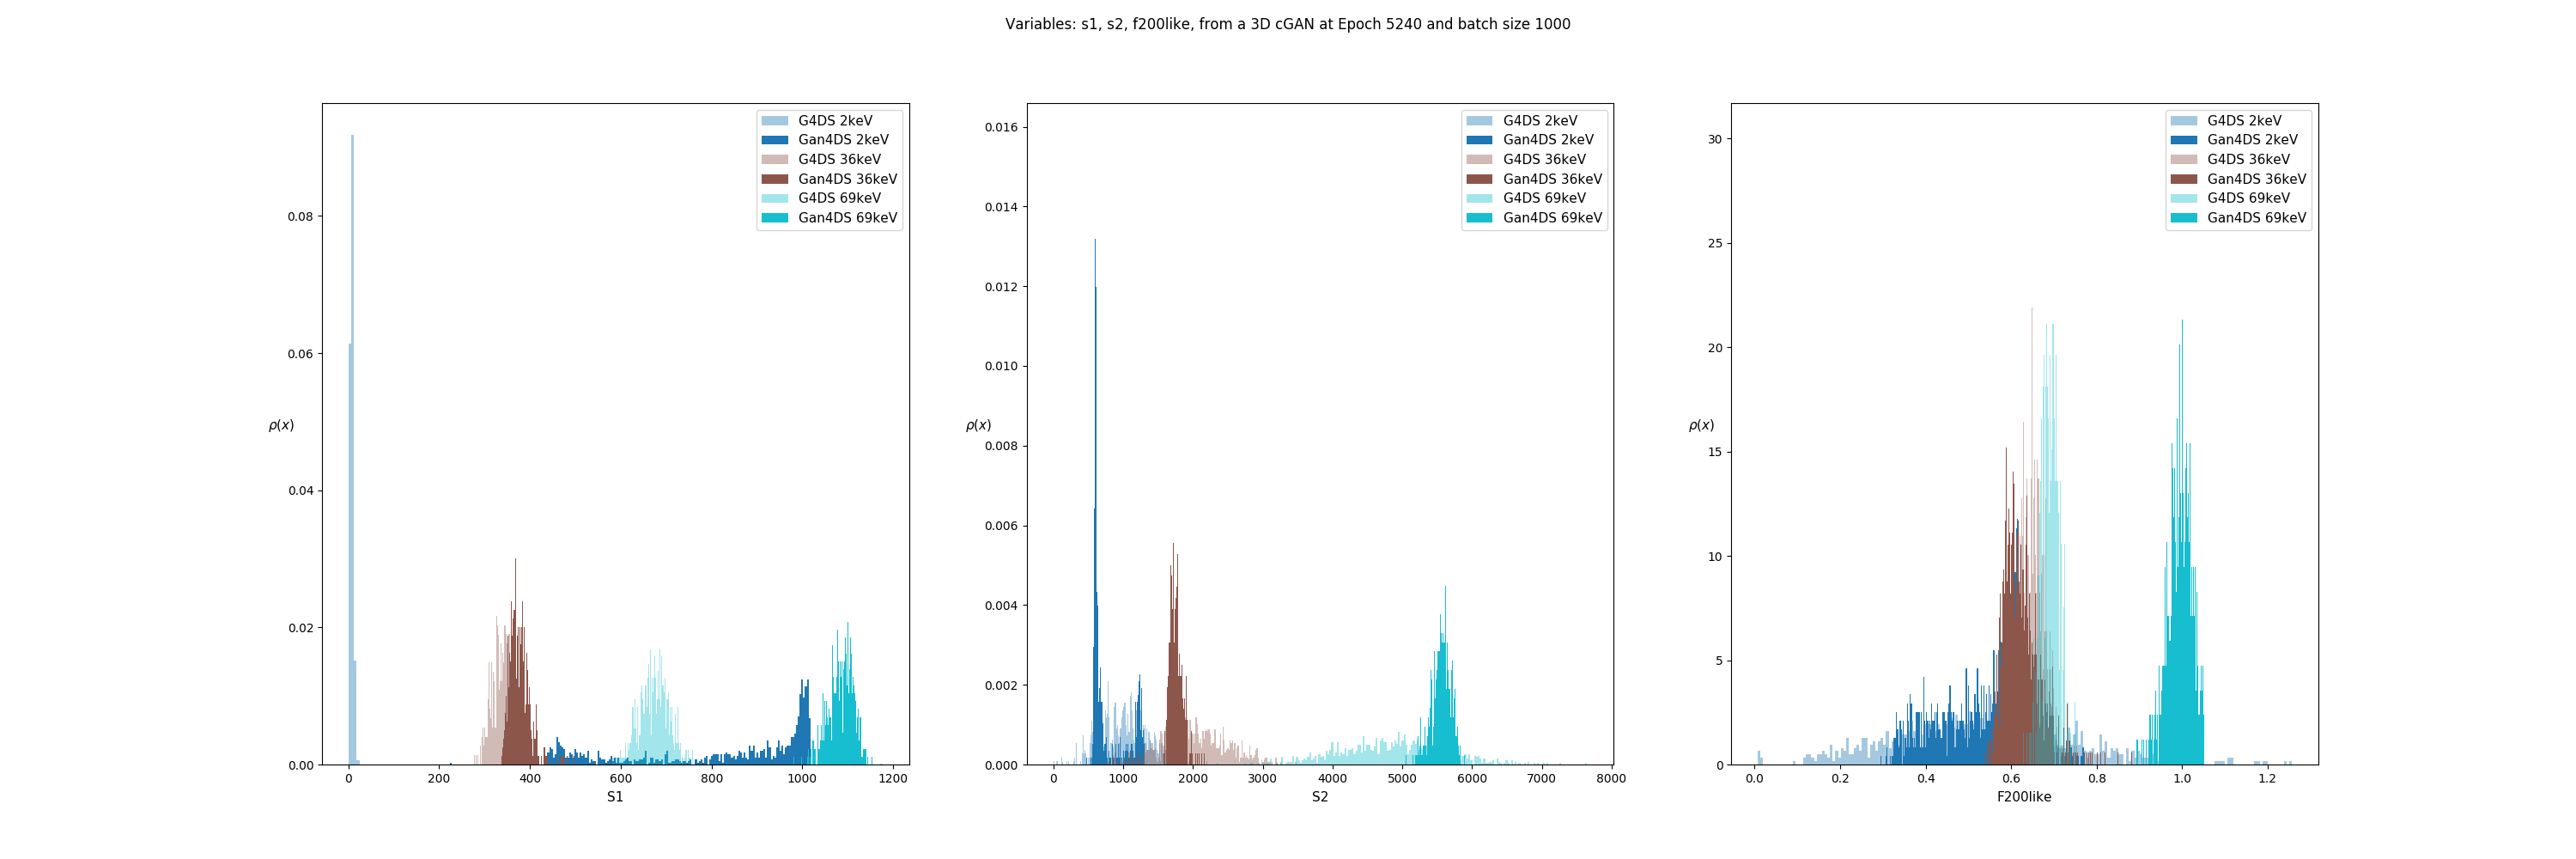 Variables: s1, s2, f200like, from a 3D cGAN at Epoch 5240 and batch size 1000
G4DS 2keV
Gan4DS 2keV
G4DS 36keV
Gan4DS 36keV
G4DS 69keV
Gan4DS 69keV
0.08
0.06
0.04
0.02
0.00
ρ(x)
0 200 400 600 800 1000 1200
S1
G4DS 2keV
Gan4DS 2keV
G4DS 36keV
Gan4DS 36keV
G4DS 69keV
Gan4DS 69keV
0.016
0.014
0.012
0.010
0.008
0.006
0.004
0.002
0.000
ρ(x)
0 1000 2000 3000 4000 5000 6000 7000 8000
S2
G4DS 2keV
Gan4DS 2keV
G4DS 36keV
Gan4DS 36keV
G4DS 69keV
Gan4DS 69keV
30
25
20
15
10
5
0
ρ(x)
0.0 0.2 0.4 0.6 0.8 1.0 1.2
F200like